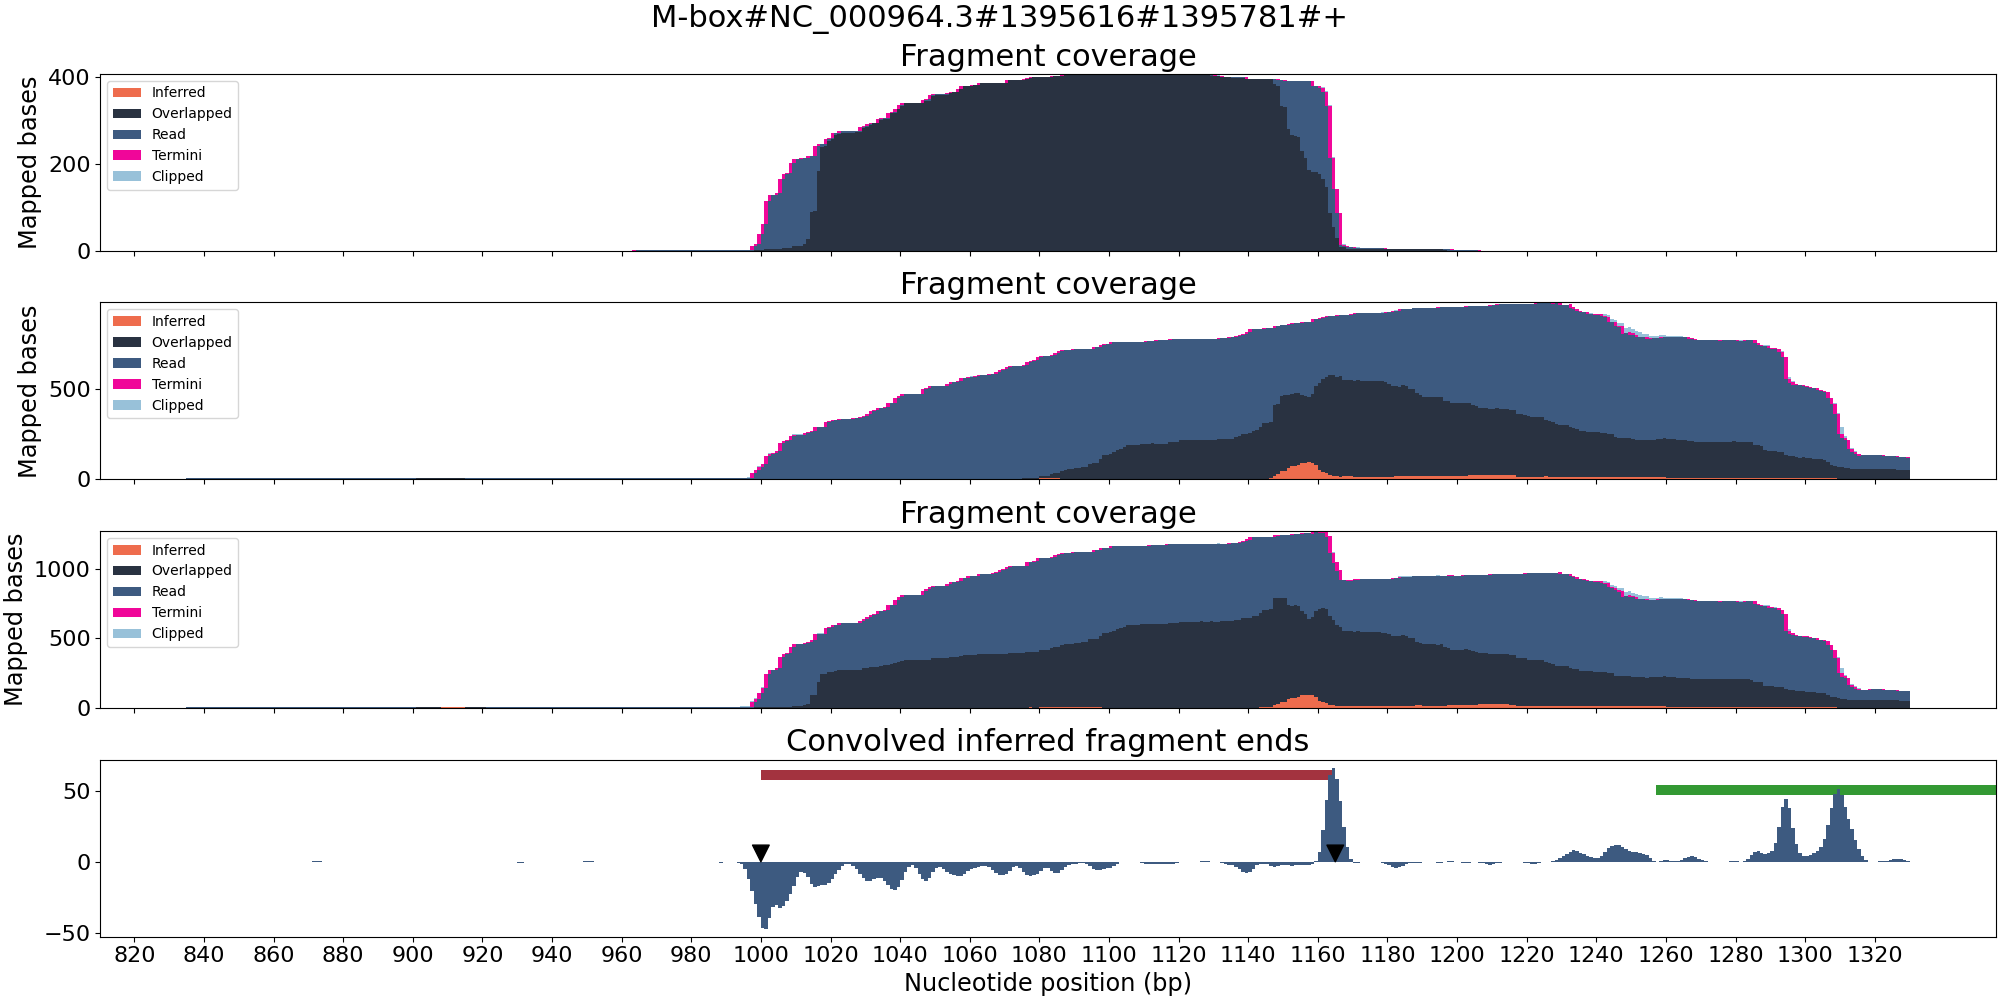 M-box#NC_000964.3#1395616#1395781#+
Fragment coverage
Mapped bases
400
200
0
Inferred
Overlapped
Read
Termini
Clipped
Fragment coverage
Mapped bases
500
0
Inferred
Overlapped
Read
Termini
Clipped
Fragment coverage
Mapped bases
1000
500
0
Inferred
Overlapped
Read
Termini
Clipped
Convolved inferred fragment ends
50
0
−50
820 840 860 880 900 920 940 960 980 1000 1020 1040 1060 1080 1100 1120 1140 1160 1180 1200 1220 1240 1260 1280 1300 1320
Nucleotide position (bp)